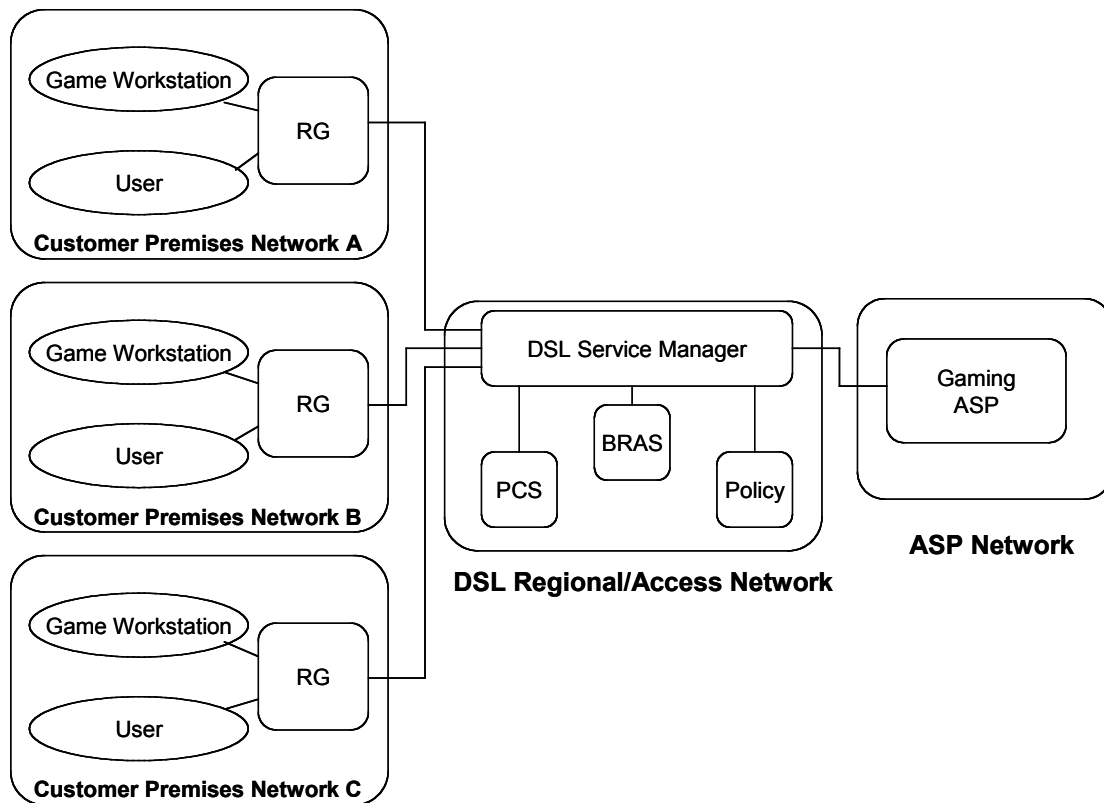 Game Workstation
RG
User
Customer Premises Network A
Game Workstation
RG
User
Customer Premises Network B
Game Workstation
RG
User
Customer Premises Network C
DSL Service Manager
PCS
BRAS
Policy
DSL Regional/Access Network
Gaming
ASP
ASP Network